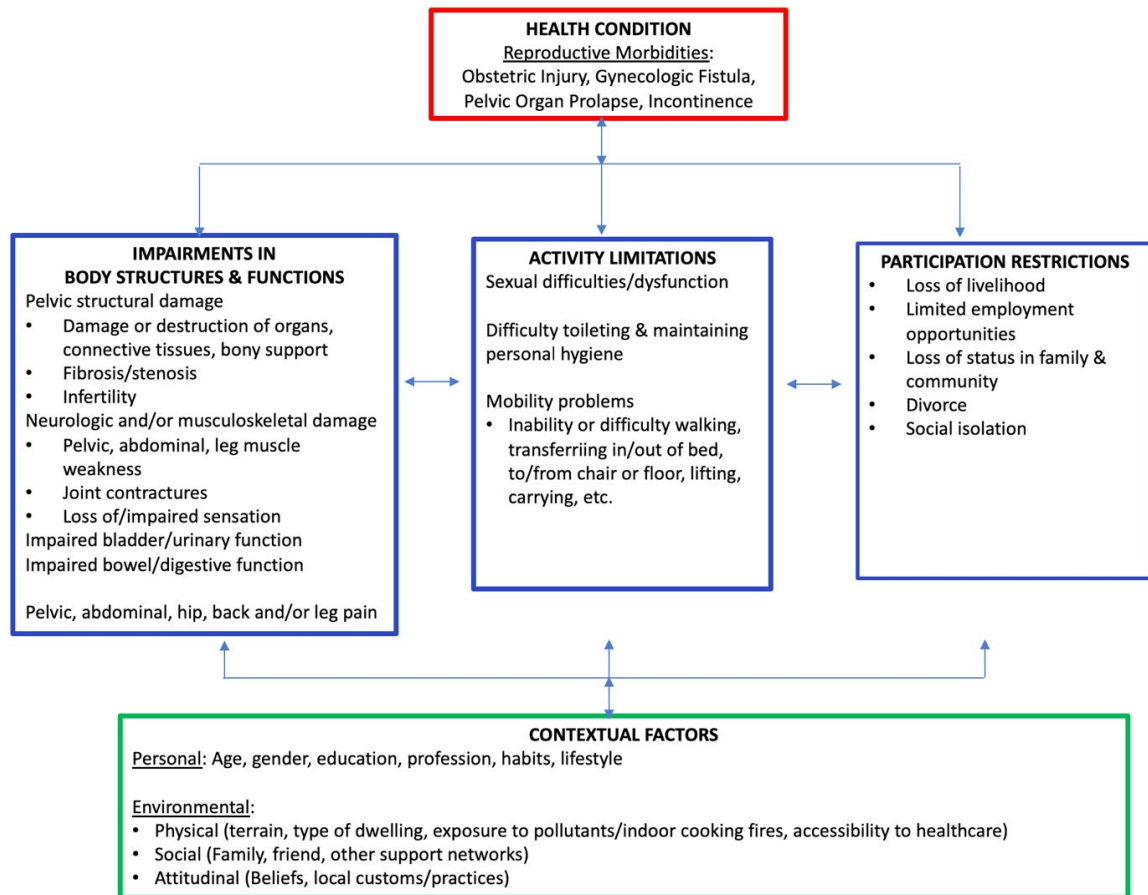 HEALTH CONDITION
Reproductive Morbidities:
Obstetric Injury, Gynecologic Fistula,
Pelvic Organ Prolapse, Incontinence
IMPAIRMENTS IN
BODY STRUCTURES & FUNCTIONS
Pelvic structural damage
• Damage or destruction of organs,
connective tissues, bony support
• Fibrosis/stenosis
• Infertility
Neurologic and/or musculoskeletal damage
• Pelvic, abdominal, leg muscle
weakness
• Joint contractures
• Loss of/impaired sensation
Impaired bladder/urinary function
Impaired bowel/digestive function
Pelvic, abdominal, hip, back and/or leg pain
ACTIVITY LIMITATIONS
Sexual difficulties/dysfunction
Difficulty toileting & maintaining
personal hygiene
Mobility problems
• Inability or difficulty walking,
transferriing in/out of bed,
to/from chair or floor, lifting,
carrying, etc.
PARTICIPATION RESTRICTIONS
• Loss of livelihood
• Limited employment
opportunities
• Loss of status in family &
community
• Divorce
• Social isolation
CONTEXTUAL FACTORS
Personal: Age, gender, education, profession, habits, lifestyle
Environmental:
• Physical (terrain, type of dwelling, exposure to pollutants/indoor cooking fires, accessibility to healthcare)
• Social (Family, friend, other support networks)
• Attitudinal (Beliefs, local customs/practices)